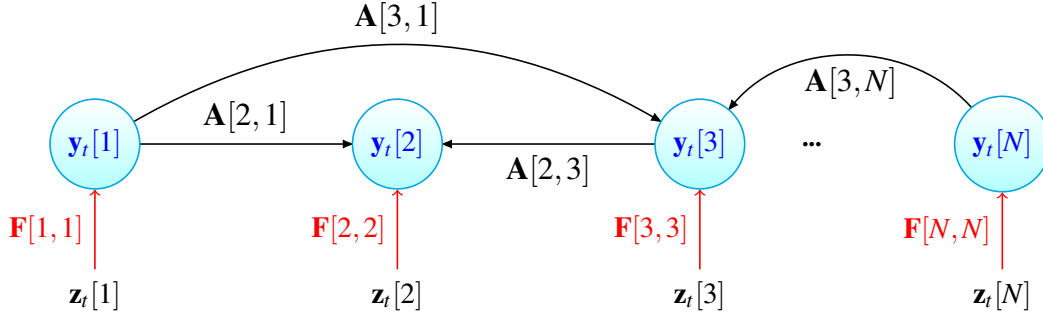 A[3, 1]
A[3, N]
A[2, 1]
y_t[1] y_t[2] y_t[3] ... y_t[N]
A[2, 3]
F[1, 1] F[2, 2] F[3, 3] F[N, N]
z_t[1] z_t[2] z_t[3] z_t[N]